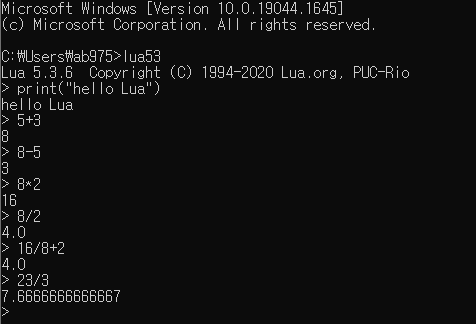 Microsoft Windows [Version 10.0.19044.1645]
(c) Microsoft Corporation. All rights reserved.
C:₩Users₩ab975>lua53
Lua 5.3.6  Copyright (C) 1994-2020 Lua.org, PUC-Rio
> print("hello Lua")
hello Lua
> 5+3
8
> 8-5
3
> 8*2
16
> 8/2
4.0
> 16/8+2
4.0
> 23/3
7.6666666666667
>